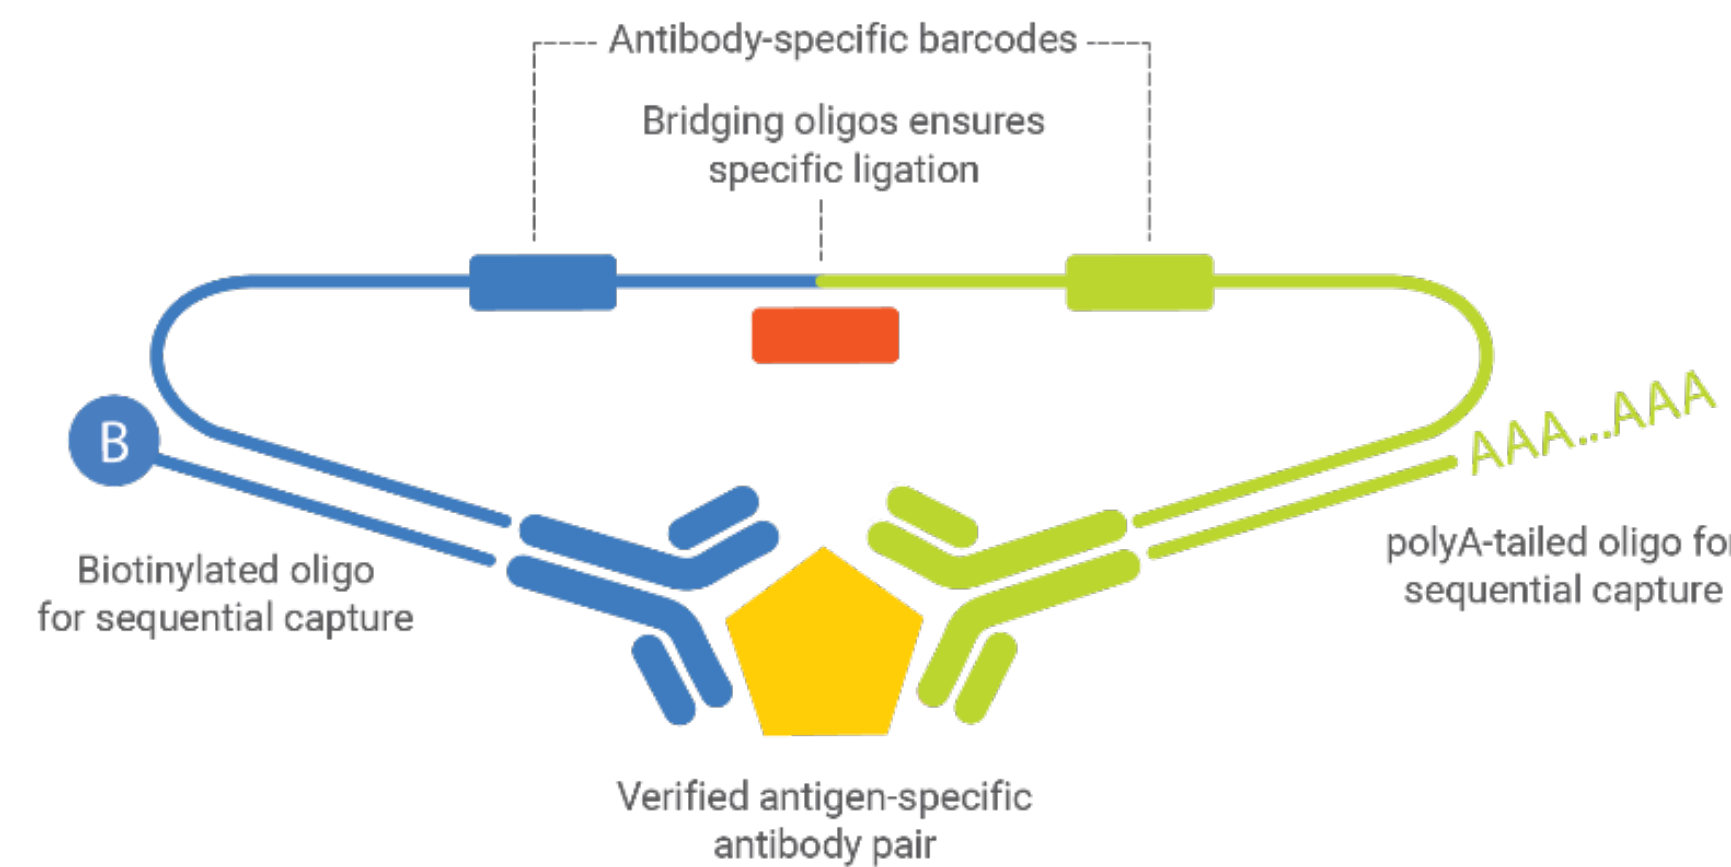 Antibody-specific barcodes
Bridging oligos ensures
specific ligation
B
AAA...AAA
Biotinylated oligo
for sequential capture
polyA-tailed oligo for
sequential capture
Verified antigen-specific
antibody pair